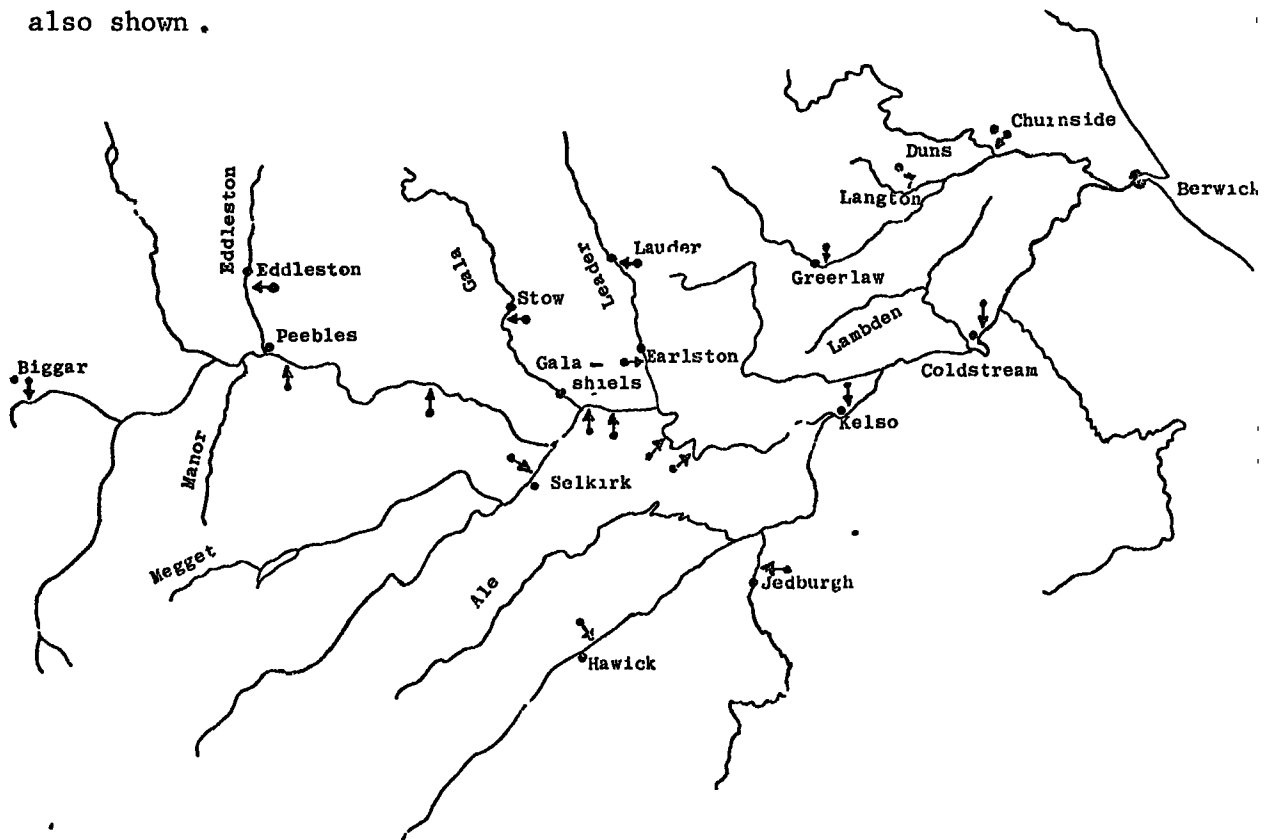 also shown.
Chuinside
Duns
Langton
Berwick
Eddleston
Eddleston
Gala
Leader
Lauder
Greerlaw
Stow
Lambden
Peebles
Gala-
shiels
Earlston
Biggar
Coldstream
Kelso
Manor
Selkirk
Megget
Ale
Jedburgh
Hawick